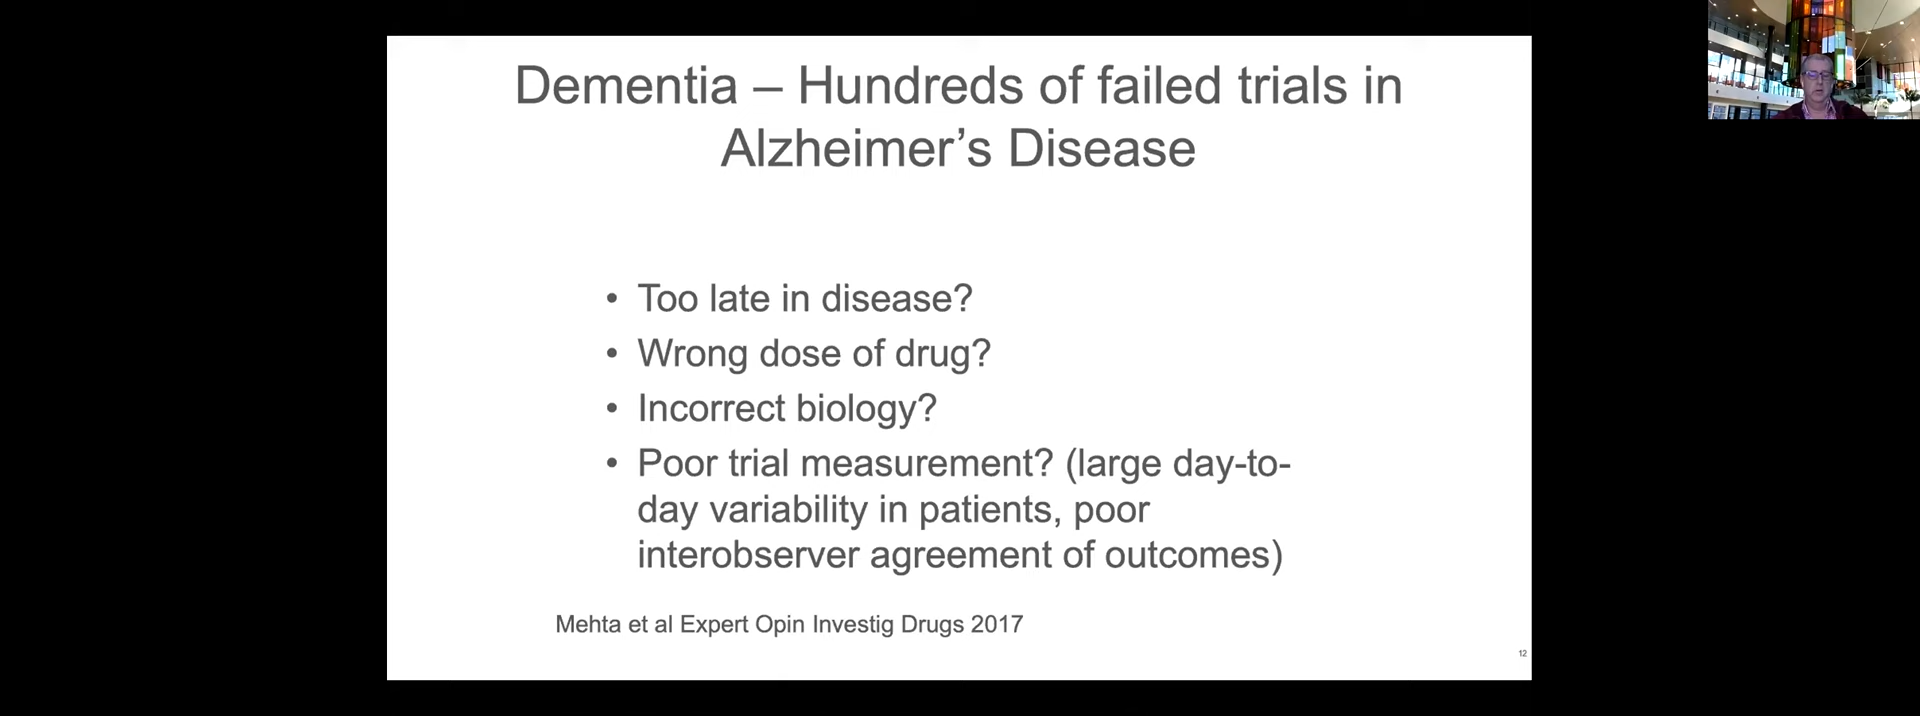 Dementia – Hundreds of failed trials in
Alzheimer’s Disease
• Too late in disease?
• Wrong dose of drug?
• Incorrect biology?
• Poor trial measurement? (large day-to-
day variability in patients, poor
interobserver agreement of outcomes)
Mehta et al Expert Opin Investig Drugs 2017
12